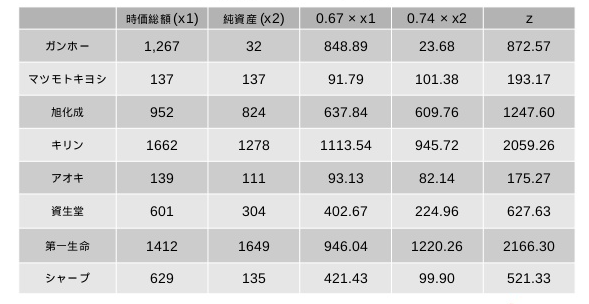 時価総額(x1) 純資産(x2) 0.67 × x1 0.74 × x2 z
ガンホー 1,267 32 848.89 23.68 872.57
マツモトキヨシ 137 137 91.79 101.38 193.17
旭化成 952 824 637.84 609.76 1247.60
キリン 1662 1278 1113.54 945.72 2059.26
アオキ 139 111 93.13 82.14 175.27
資生堂 601 304 402.67 224.96 627.63
第一生命 1412 1649 946.04 1220.26 2166.30
シャープ 629 135 421.43 99.90 521.33